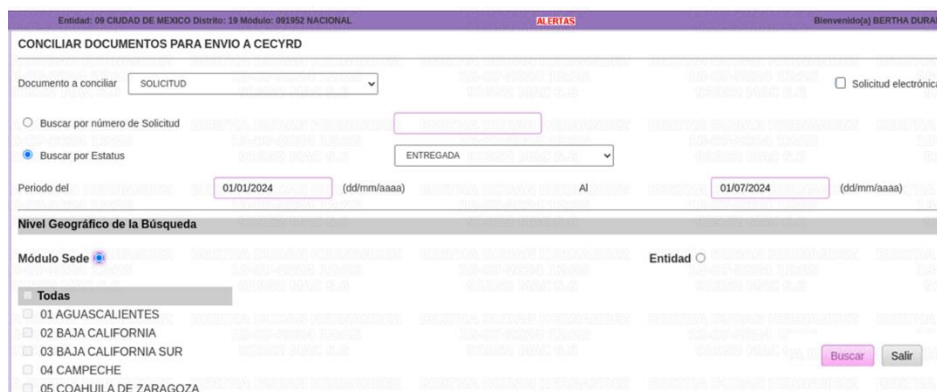 Entidad: 09 CIUDAD DE MEXICO Distrito: 19 Módulo: 091952 NACIONAL ALERTAS Bienvenido(a) BERTHA DURA
CONCILIAR DOCUMENTOS PARA ENVIO A CECYRD
Documento a conciliar SOLICITUD Solicitud electrónica
Buscar por número de Solicitud
Buscar por Estatus ENTREGADA
Periodo del 01/01/2024 (dd/mm/aaaa) Al 01/07/2024 (dd/mm/aaaa)
Nivel Geográfico de la Búsqueda
Módulo Sede Entidad
Todas
01 AGUASCALIENTES
02 BAJA CALIFORNIA
03 BAJA CALIFORNIA SUR
Buscar Salir
04 CAMPECHE
05 COAHUILA DE ZARAGOZA